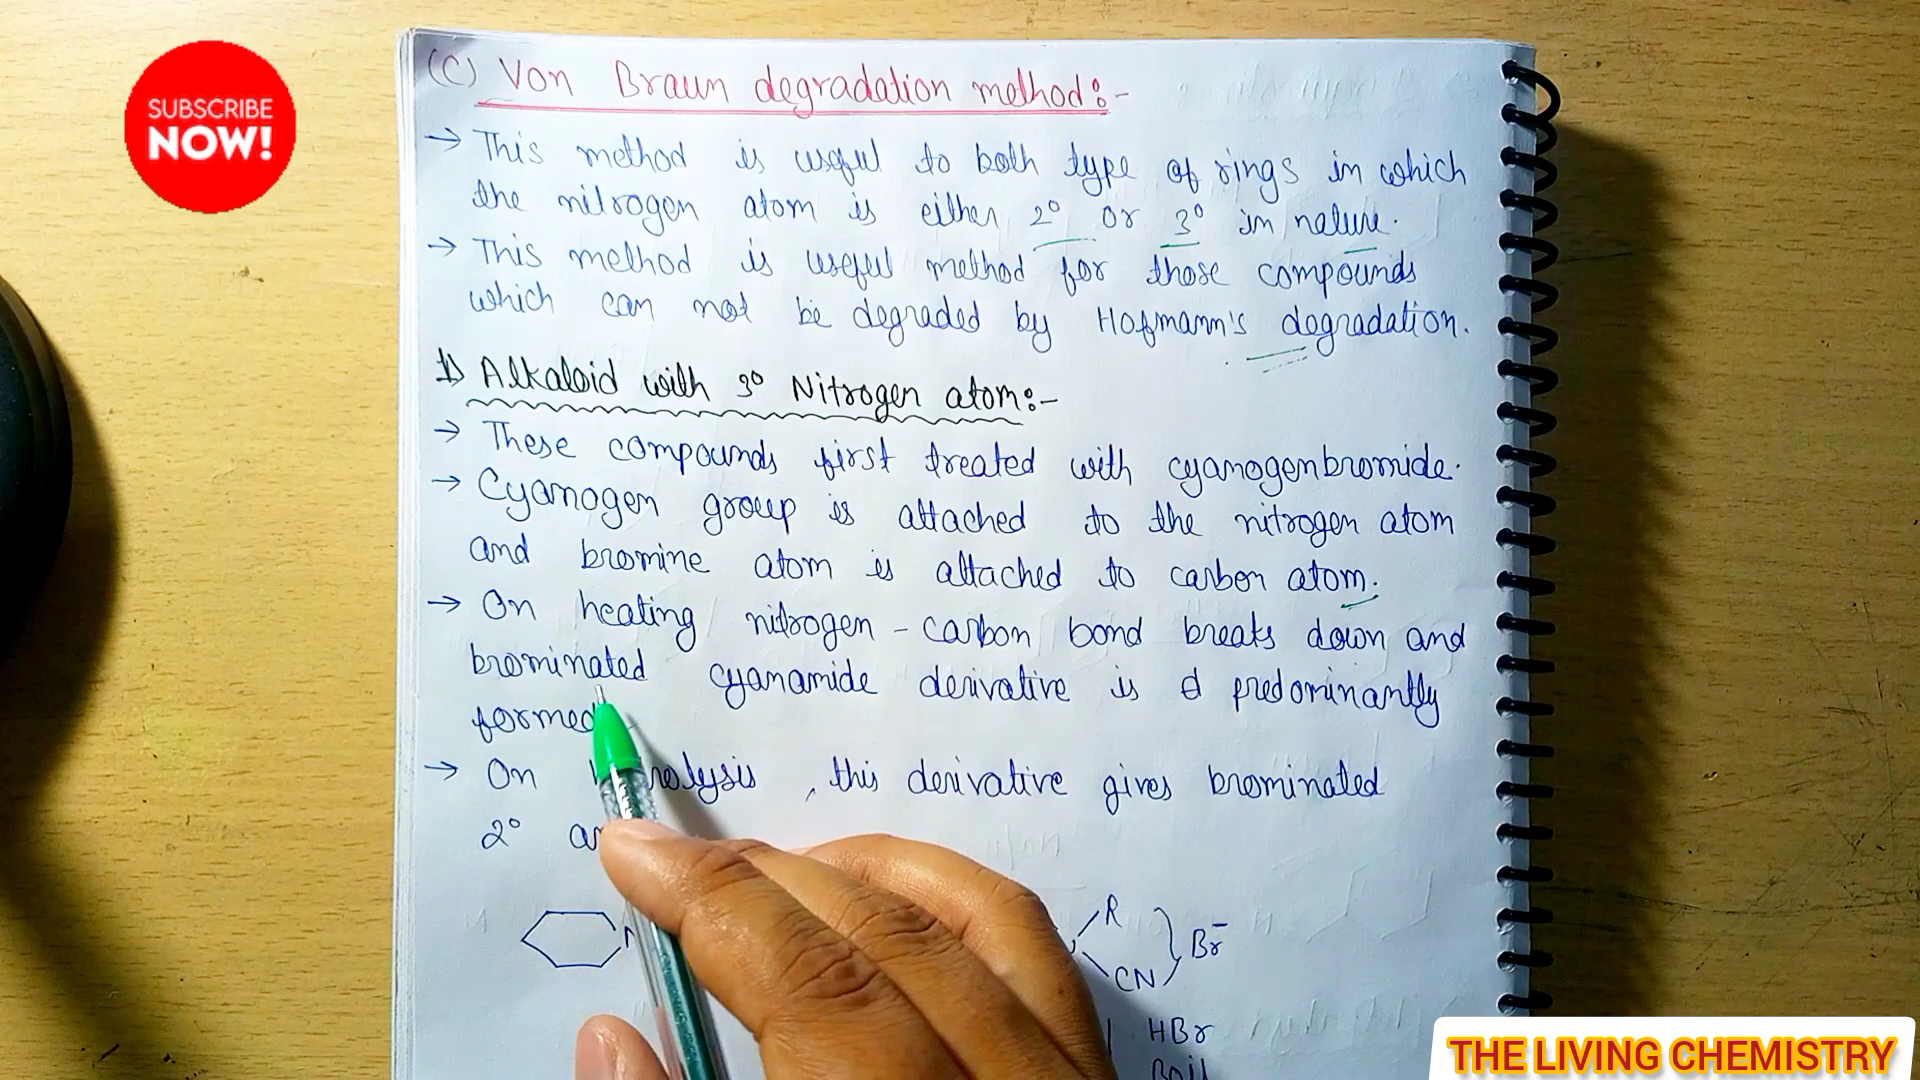 SUBSCRIBE
NOW!
(C) Von Braun degradation method:-
→ This method is useful to both type of rings in which
the nitrogen atom is either 2° or 3° in nature.
→ This method is useful method for those compounds
which can not be degraded by Hofmann's degradation.
1) Alkaloid with 3° Nitrogen atom:-
→ These compounds first treated with cyanogenbromide.
→ Cyanogen group is attached to the nitrogen atom
and bromine atom is attached to carbon atom.
→ On heating nitrogen - carbon bond breaks down and
brominated cyanamide derivative is predominantly
formed
→ On , this derivative gives brominated
2°
R
CN
Br⁻
HBr
Boil
THE LIVING CHEMISTRY